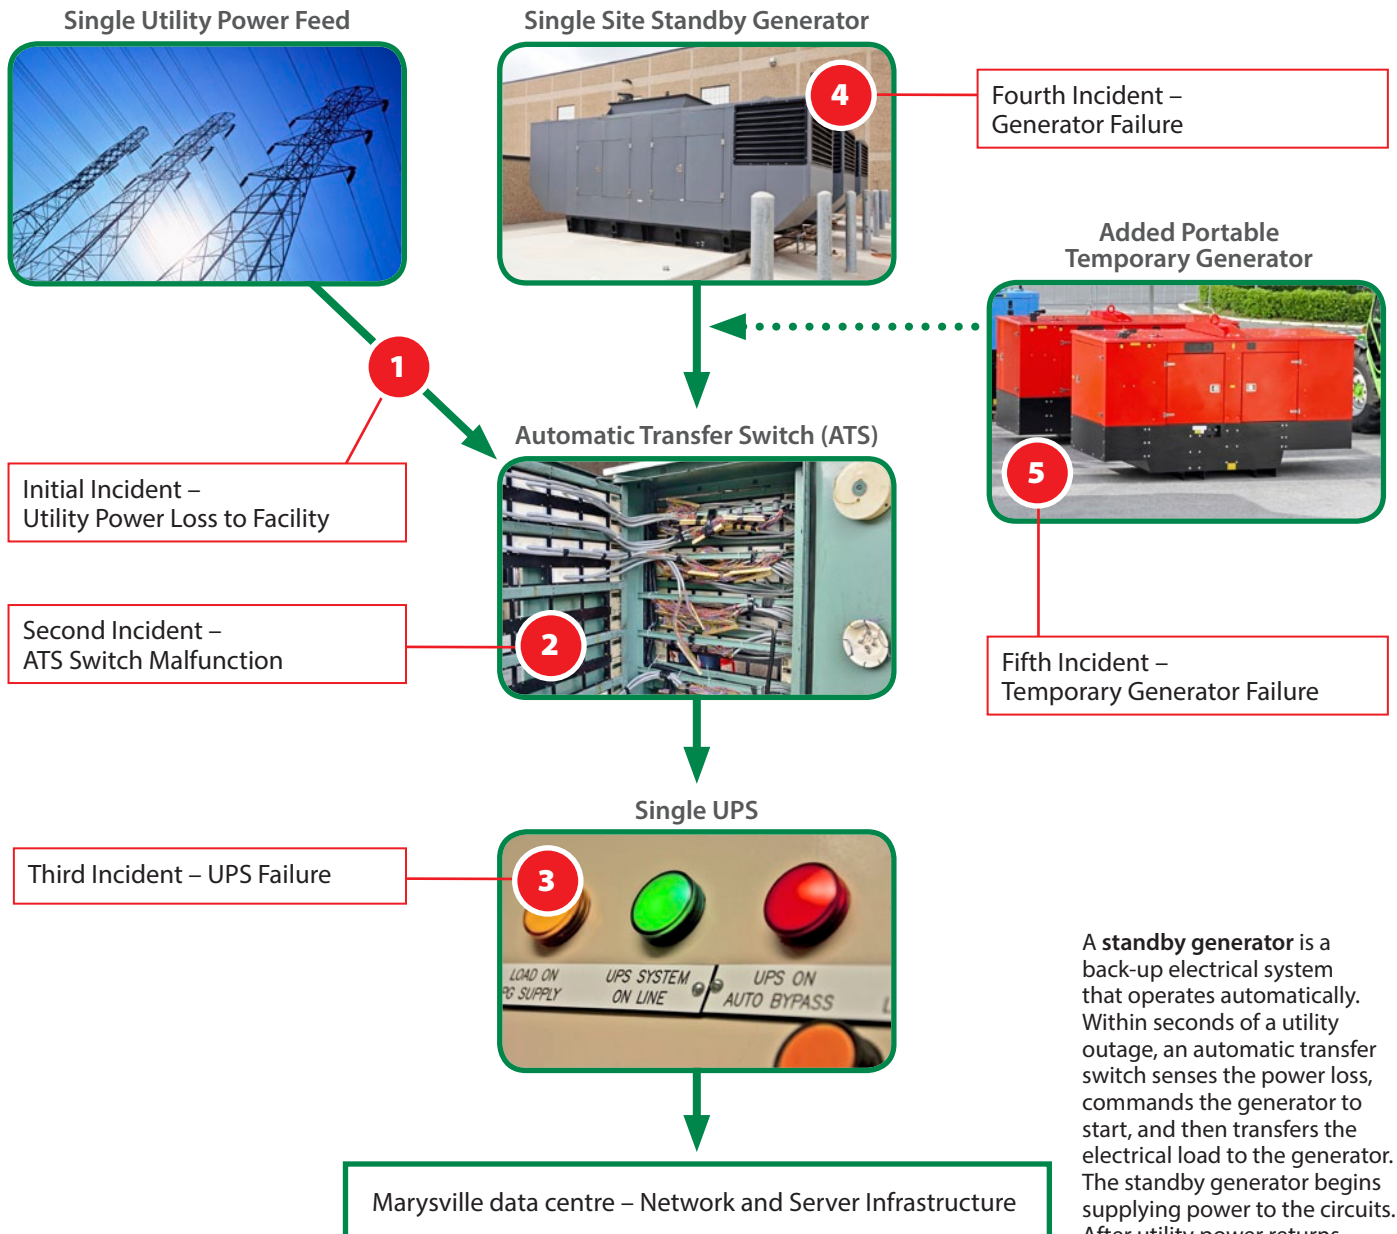 Single Utility Power Feed
Single Site Standby Generator
4
Fourth Incident –
Generator Failure
Added Portable
Temporary Generator
1
Automatic Transfer Switch (ATS)
5
Initial Incident –
Utility Power Loss to Facility
2
Second Incident –
ATS Switch Malfunction
Fifth Incident –
Temporary Generator Failure
Single UPS
3
Third Incident – UPS Failure
LOAD ON
PG SUPPLY
UPS SYSTEM
ON LINE
UPS ON
AUTO BYPASS
A standby generator is a
back-up electrical system
that operates automatically.
Within seconds of a utility
outage, an automatic transfer
switch senses the power loss,
commands the generator to
start, and then transfers the
electrical load to the generator.
The standby generator begins
supplying power to the circuits.
After utility power returns,
Marysville data centre – Network and Server Infrastructure